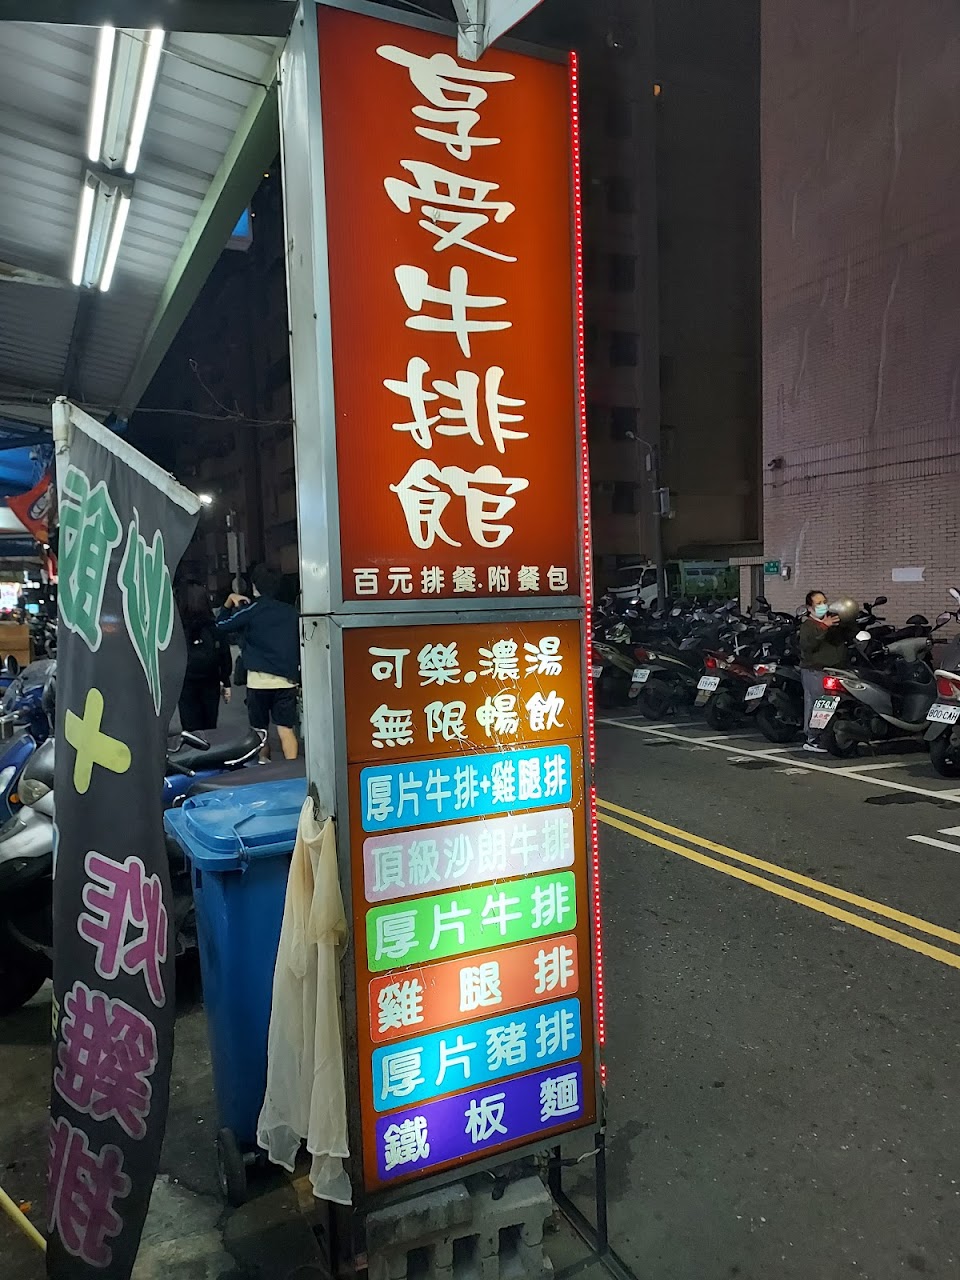 享受牛排館
百元排餐.附餐包
可樂.濃湯
無限暢飲
厚片牛排+雞腿排
頂級沙朗牛排
厚片牛排
雞腿排
厚片豬排
鐵板麵
+
排